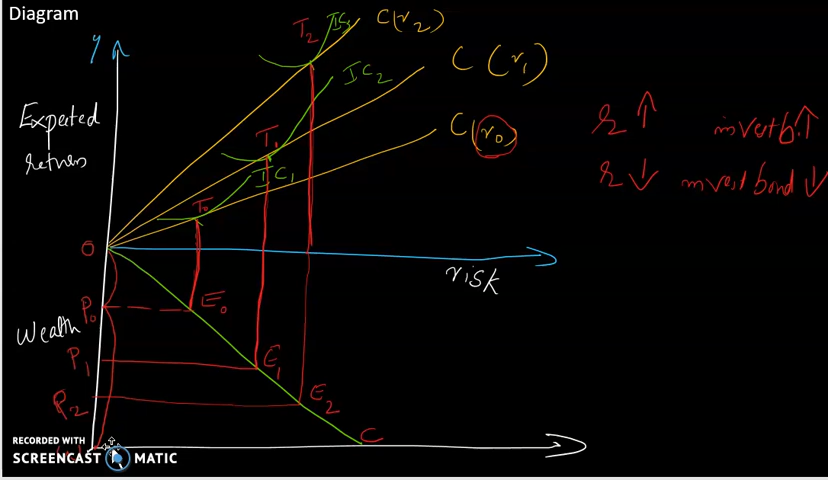 Diagram
y
Expected
return
Wealth
O
P0
P1
P2
T0
T1
T2
IC1
IC2
IC3
C(r2)
C(r1)
C(r0)
risk
E0
E1
E2
C
r ↑ invest b. ↑
r ↓ invest bond ↓
RECORDED WITH
SCREENCAST MATIC